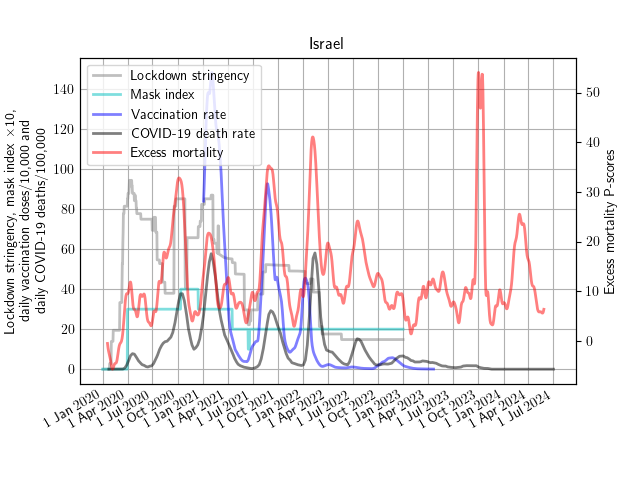 Israel
Lockdown stringency
Mask index
Vaccination rate
COVID-19 death rate
Excess mortality
Lockdown stringency, mask index ×10,
daily vaccination doses/10,000 and
daily COVID-19 deaths/100,000
140
120
100
80
60
40
20
0
50
40
30
20
10
0
Excess mortality P-scores
1 Jan 2020
1 Apr 2020
1 Jul 2020
1 Oct 2020
1 Jan 2021
1 Apr 2021
1 Jul 2021
1 Oct 2021
1 Jan 2022
1 Apr 2022
1 Jul 2022
1 Oct 2022
1 Jan 2023
1 Apr 2023
1 Jul 2023
1 Oct 2023
1 Jan 2024
1 Apr 2024
1 Jul 2024